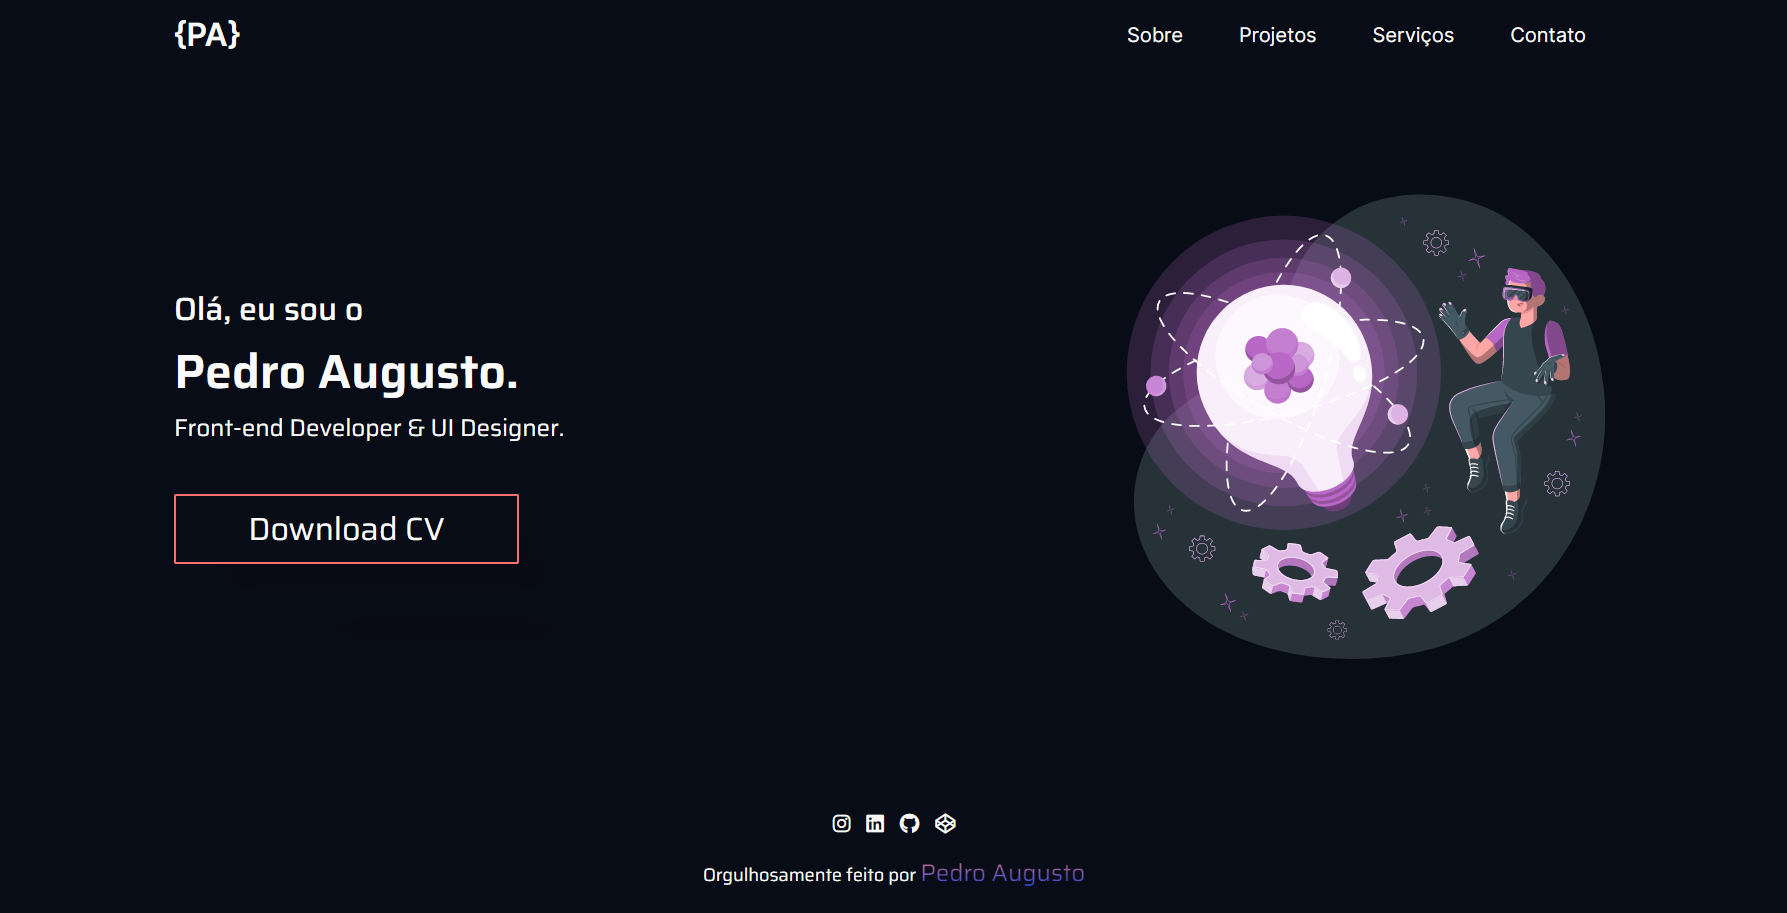 {PA}
Sobre Projetos Serviços Contato
Olá, eu sou o
Pedro Augusto.
Front-end Developer & UI Designer.
Download CV
Orgulhosamente feito por Pedro Augusto